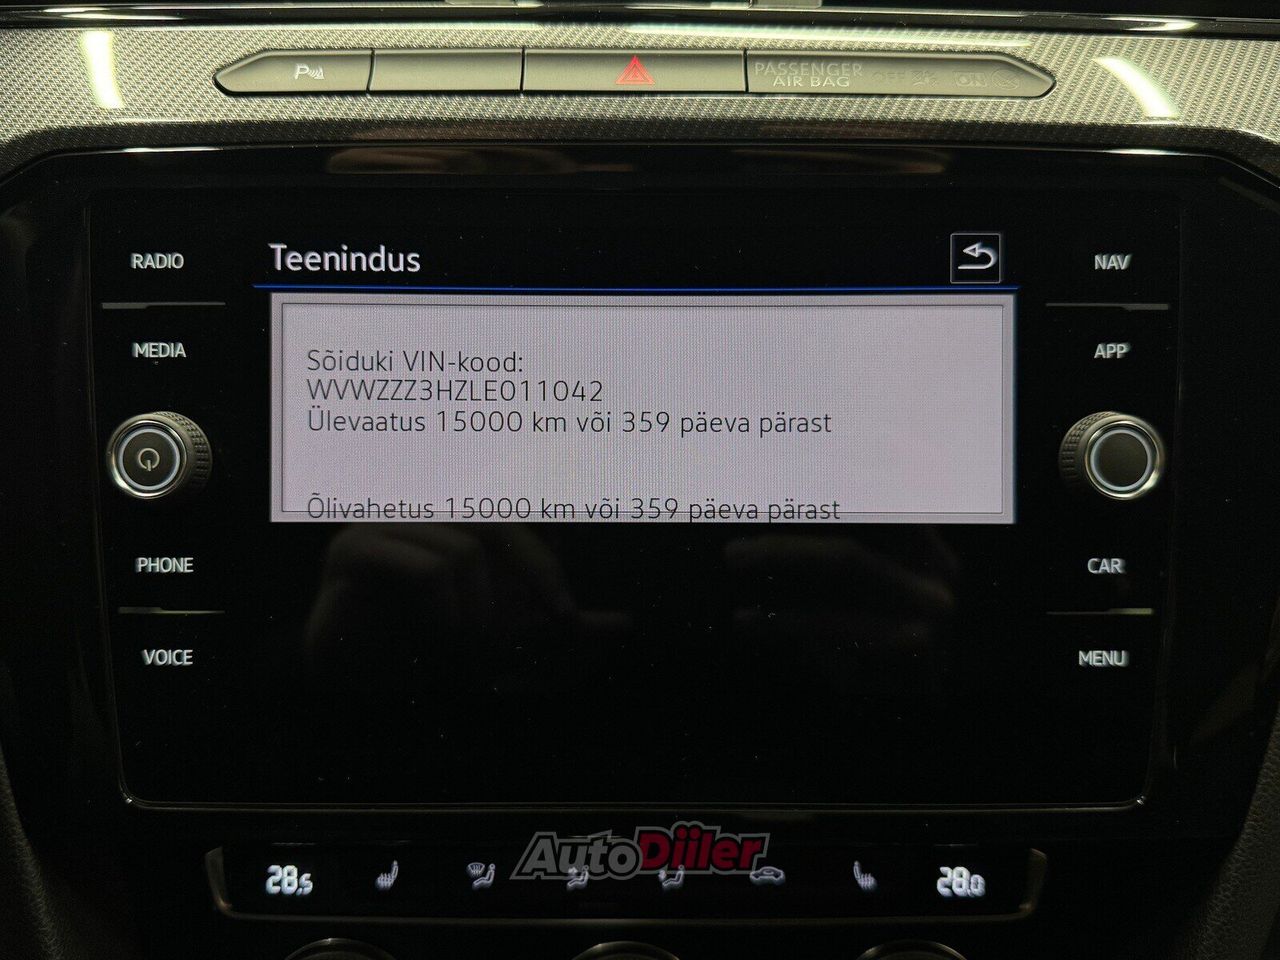 P
PASSENGER
AIR BAG
OFF
ON
RADIO
Teenindus
NAV
MEDIA
APP
Sõiduki VIN-kood:
WVWZZZ3HZLE011042
Ülevaatus 15000 km või 359 päeva pärast
Õlivahetus 15000 km või 359 päeva pärast
PHONE
CAR
VOICE
MENU
AutoDiiler
28.5
28.0